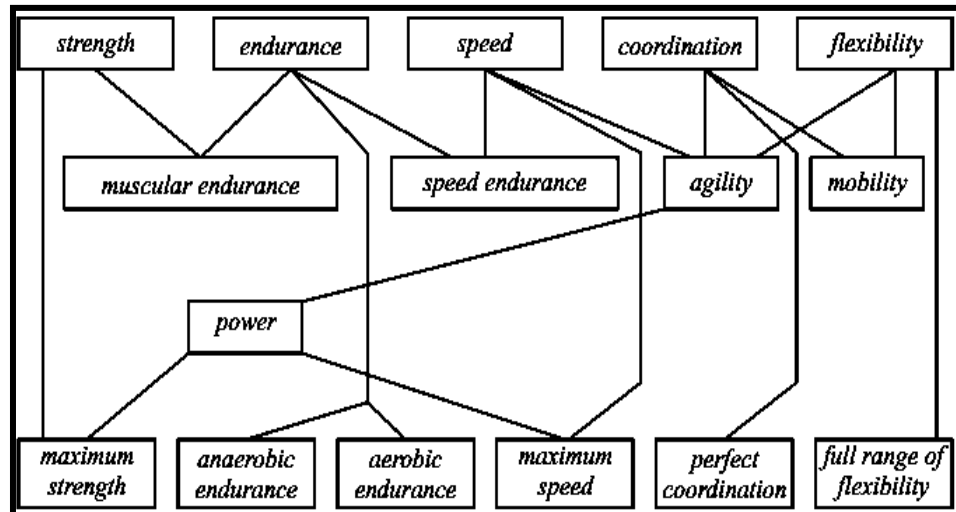 strength
endurance
speed
coordination
flexibility
muscular endurance
speed endurance
agility
mobility
power
maximum
strength
anaerobic
endurance
aerobic
endurance
maximum
speed
perfect
coordination
full range of
flexibility